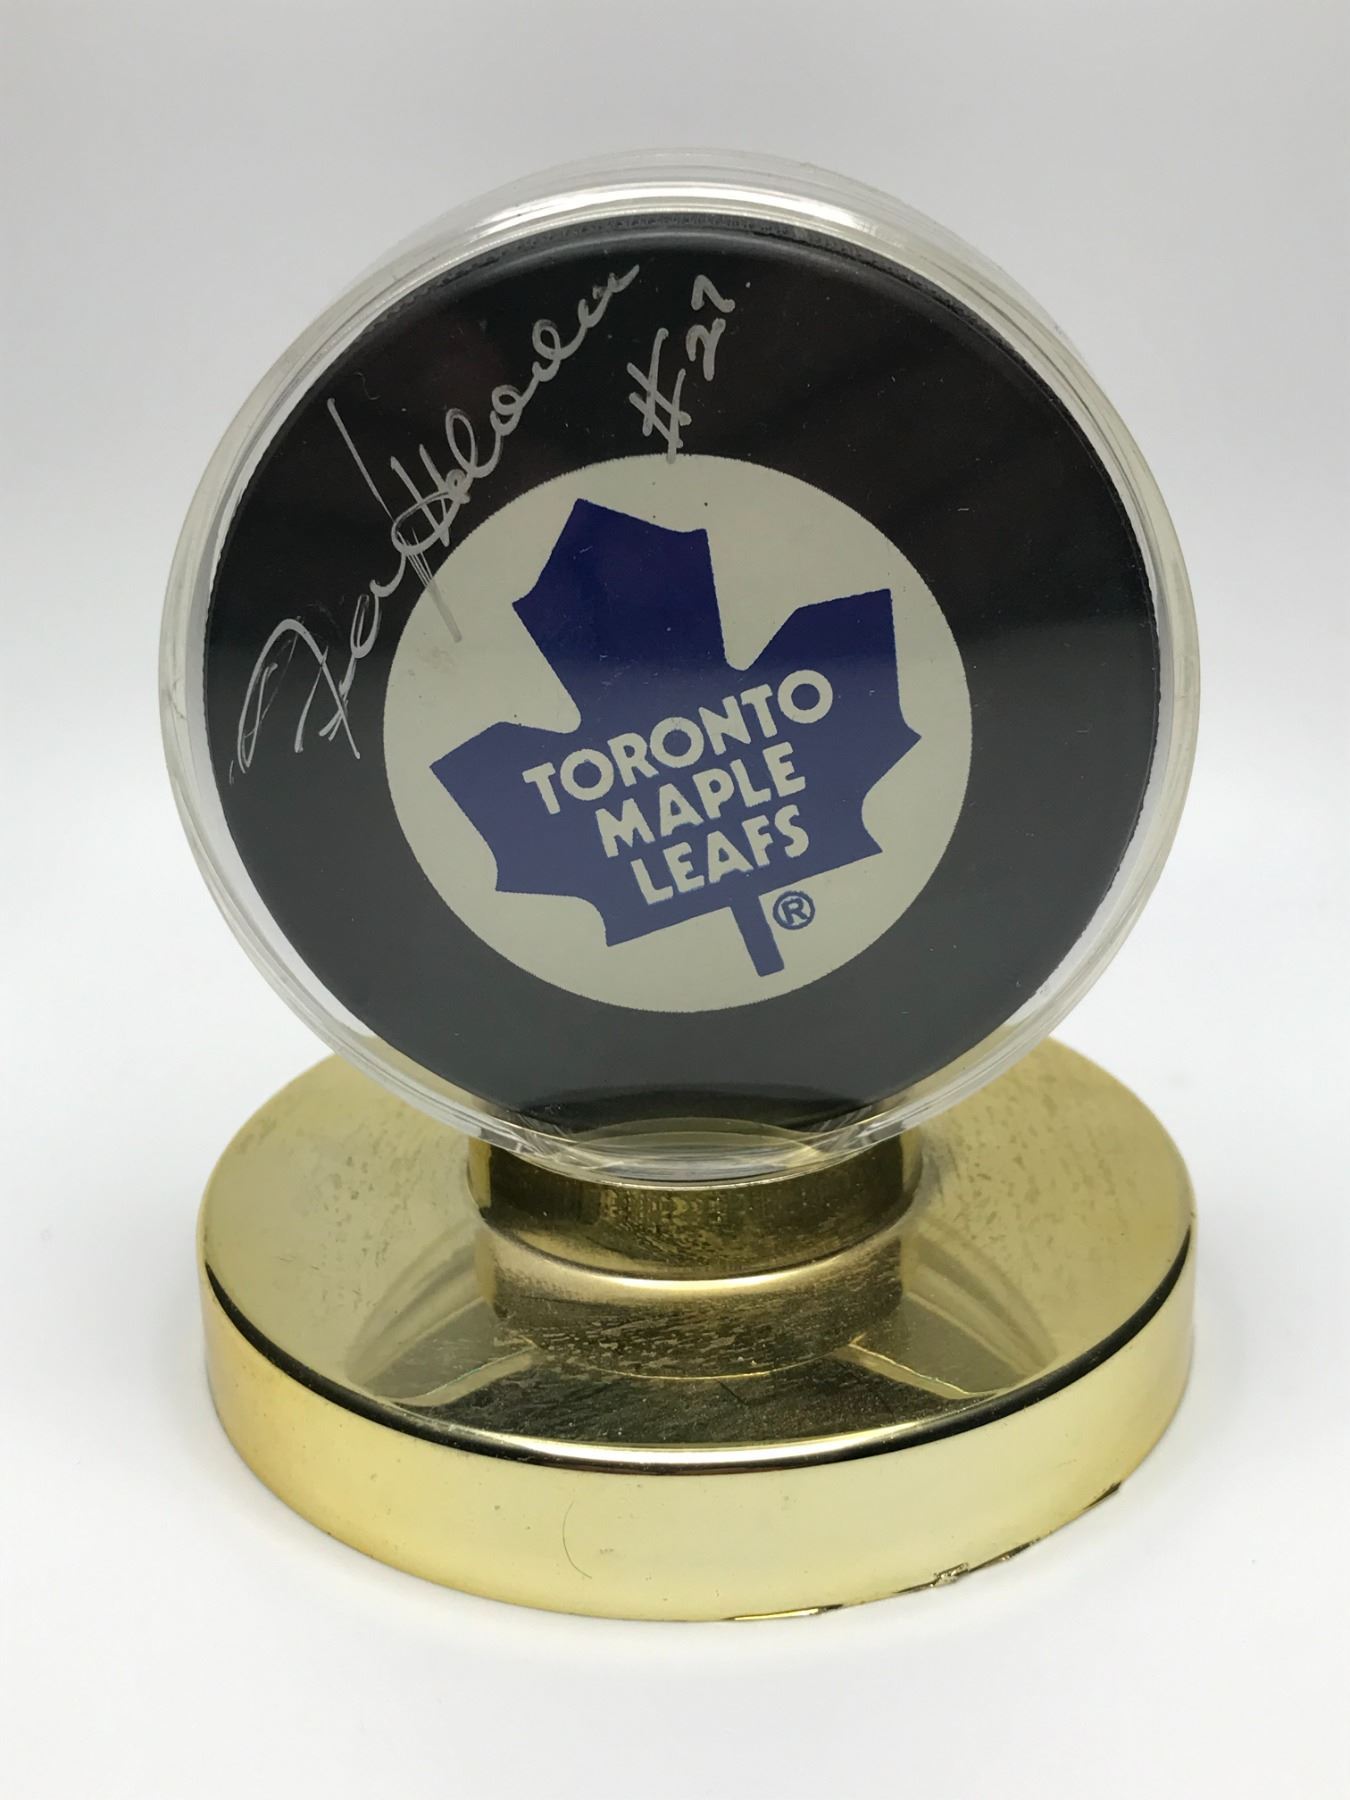 #27
TORONTO
MAPLE
LEAFS
®